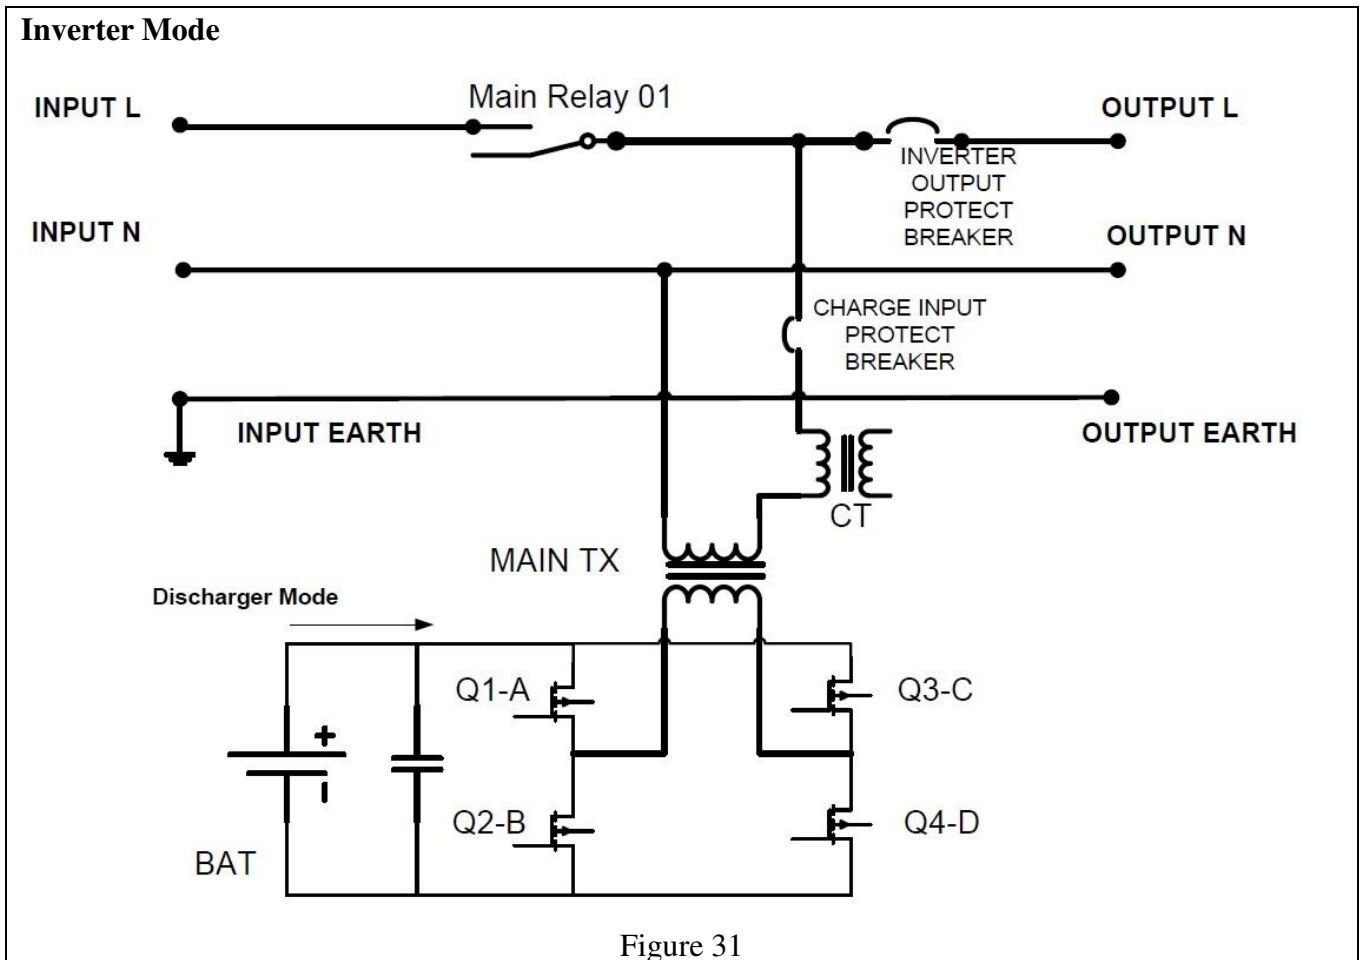 Inverter Mode
Main Relay 01
INPUT L
OUTPUT L
INVERTER
OUTPUT
PROTECT
BREAKER
INPUT N
OUTPUT N
CHARGE INPUT
PROTECT
BREAKER
INPUT EARTH
OUTPUT EARTH
CT
MAIN TX
Discharger Mode
Q1-A
Q3-C
+
-
Q2-B
Q4-D
BAT
Figure 31